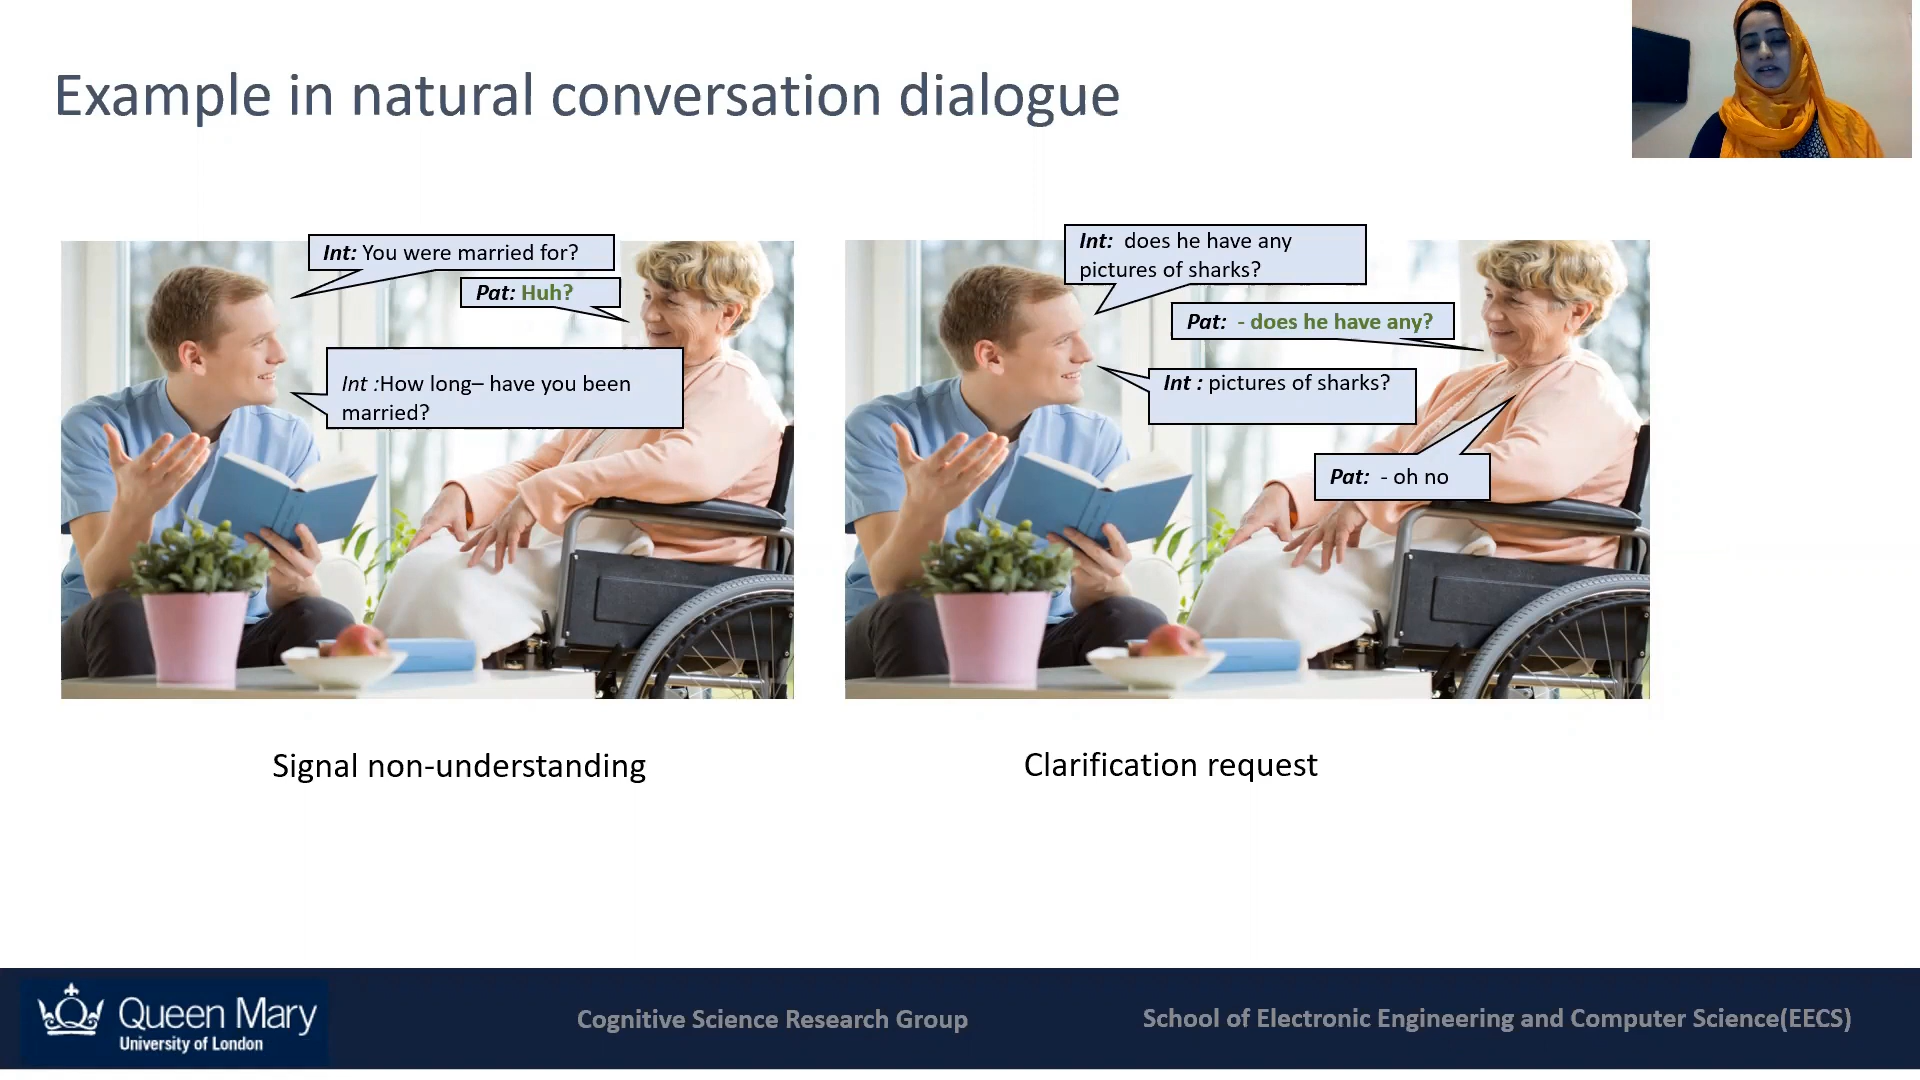 Example in natural conversation dialogue
Int: You were married for?
Pat: Huh?
Int :How long– have you been
married?
Signal non-understanding
Int: does he have any
pictures of sharks?
Pat: - does he have any?
Int : pictures of sharks?
Pat: - oh no
Clarification request
Queen Mary
University of London
Cognitive Science Research Group
School of Electronic Engineering and Computer Science(EECS)